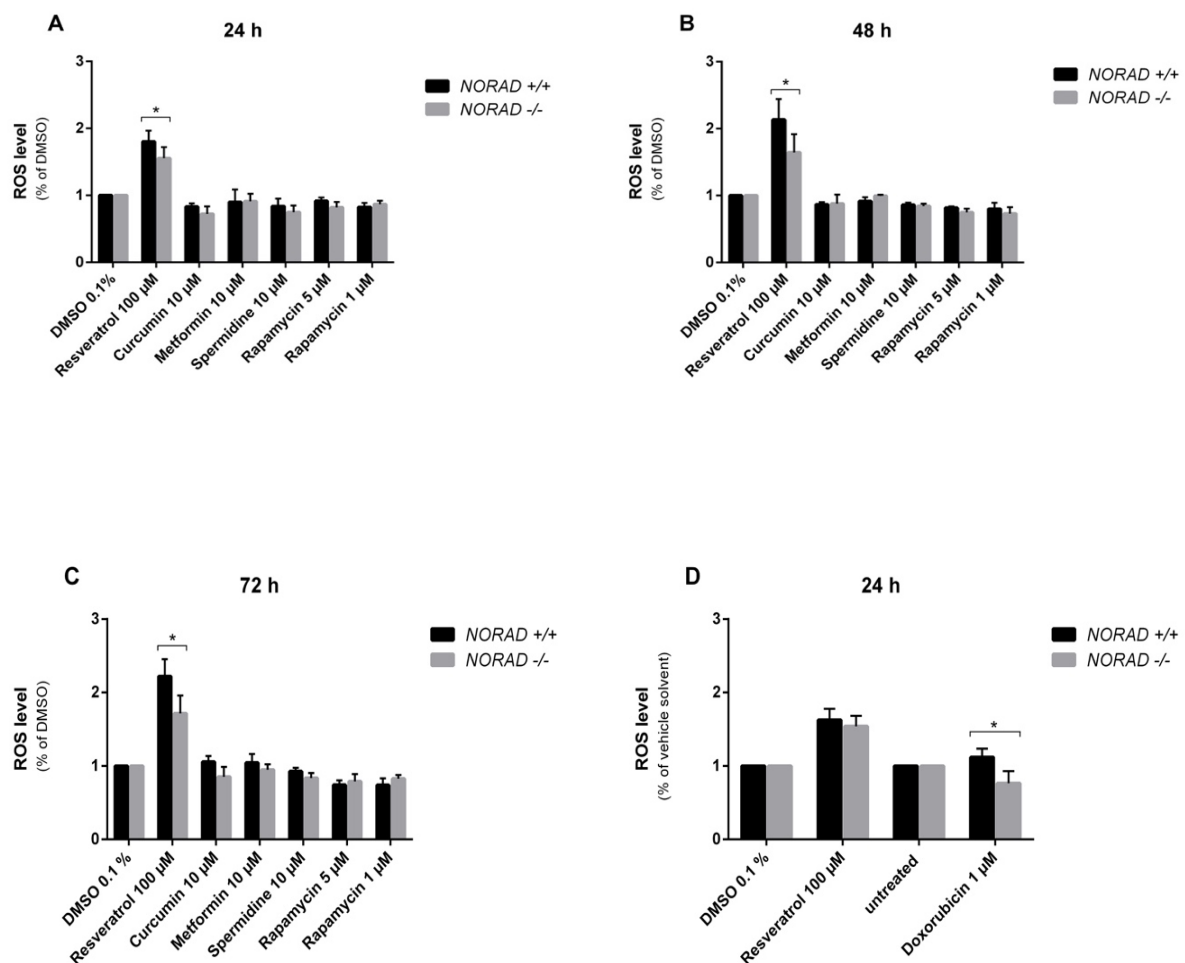 A
24 h
3
2
1
0
ROS level
(% of DMSO)
*
NORAD +/+
NORAD -/-
DMSO 0.1%
Resveratrol 100 µM
Curcumin 10 µM
Metformin 10 µM
Spermidine 10 µM
Rapamycin 5 µM
Rapamycin 1 µM
B
48 h
3
2
1
0
ROS level
(% of DMSO)
*
NORAD +/+
NORAD -/-
DMSO 0.1%
Resveratrol 100 µM
Curcumin 10 µM
Metformin 10 µM
Spermidine 10 µM
Rapamycin 5 µM
Rapamycin 1 µM
C
72 h
3
2
1
0
ROS level
(% of DMSO)
*
NORAD +/+
NORAD -/-
DMSO 0.1 %
Resveratrol 100 µM
Curcumin 10 µM
Metformin 10 µM
Spermidine 10 µM
Rapamycin 5 µM
Rapamycin 1 µM
D
24 h
3
2
1
0
ROS level
(% of vehicle solvent)
*
NORAD +/+
NORAD -/-
DMSO 0.1 %
Resveratrol 100 µM
untreated
Doxorubicin 1 µM